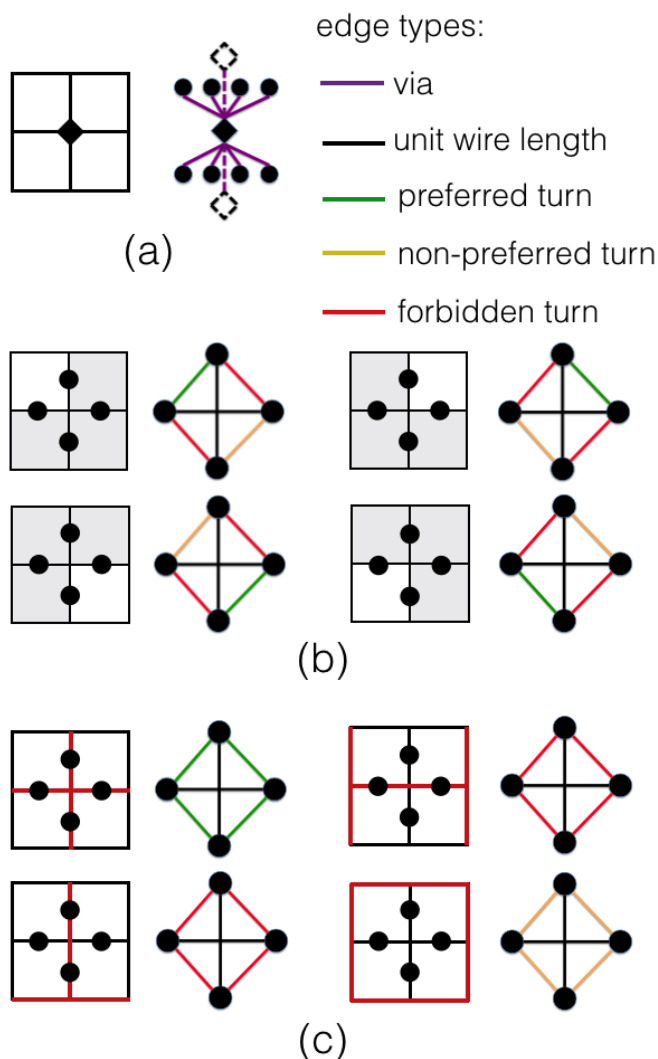 edge types:
via
unit wire length
preferred turn
(a)
non-preferred turn
forbidden turn
(b)
(c)